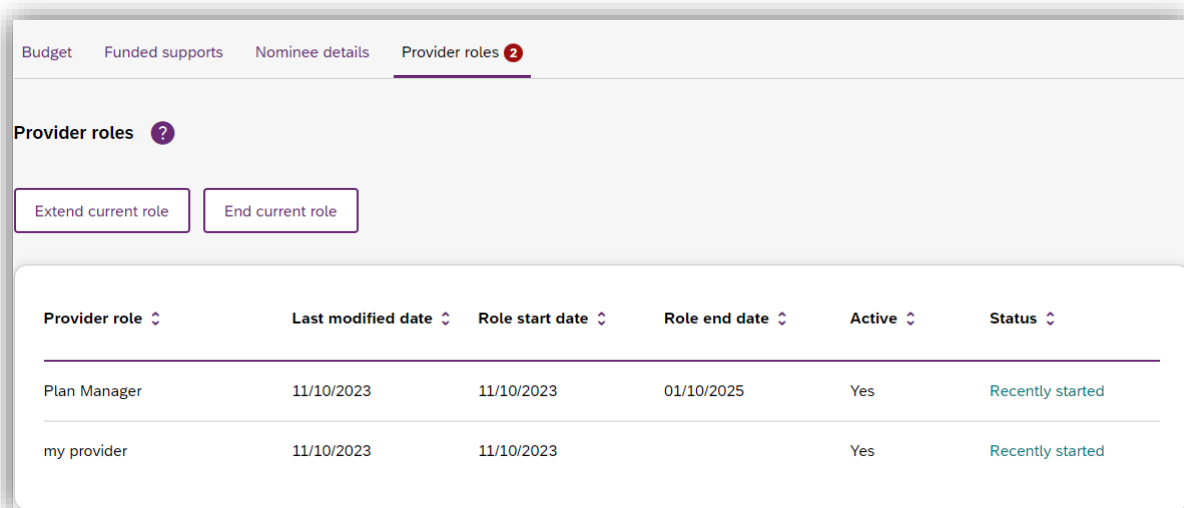 Budget Funded supports Nominee details Provider roles 2
Provider roles ?
Extend current role End current role
Provider role Last modified date Role start date Role end date Active Status
Plan Manager 11/10/2023 11/10/2023 01/10/2025 Yes Recently started
my provider 11/10/2023 11/10/2023 Yes Recently started